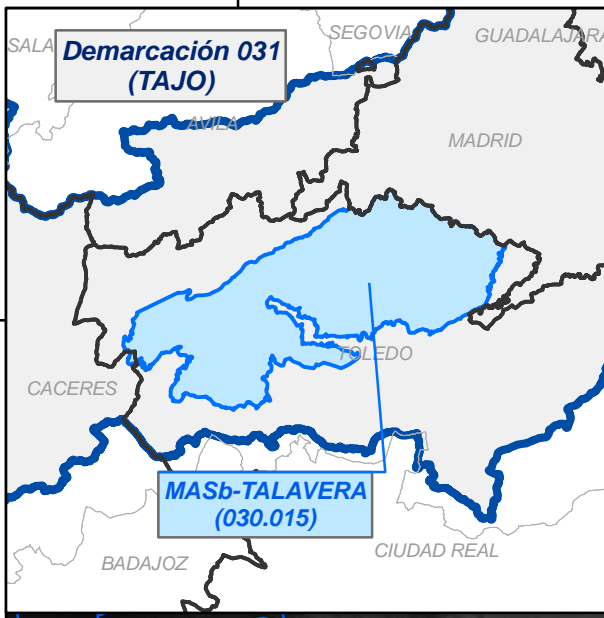 SEGOVIA
GUADALAJARA
SALA
Demarcación 031
(TAJO)
AVILA
MADRID
TOLEDO
CACERES
MASb-TALAVERA
(030.015)
CIUDAD REAL
BADAJOZ